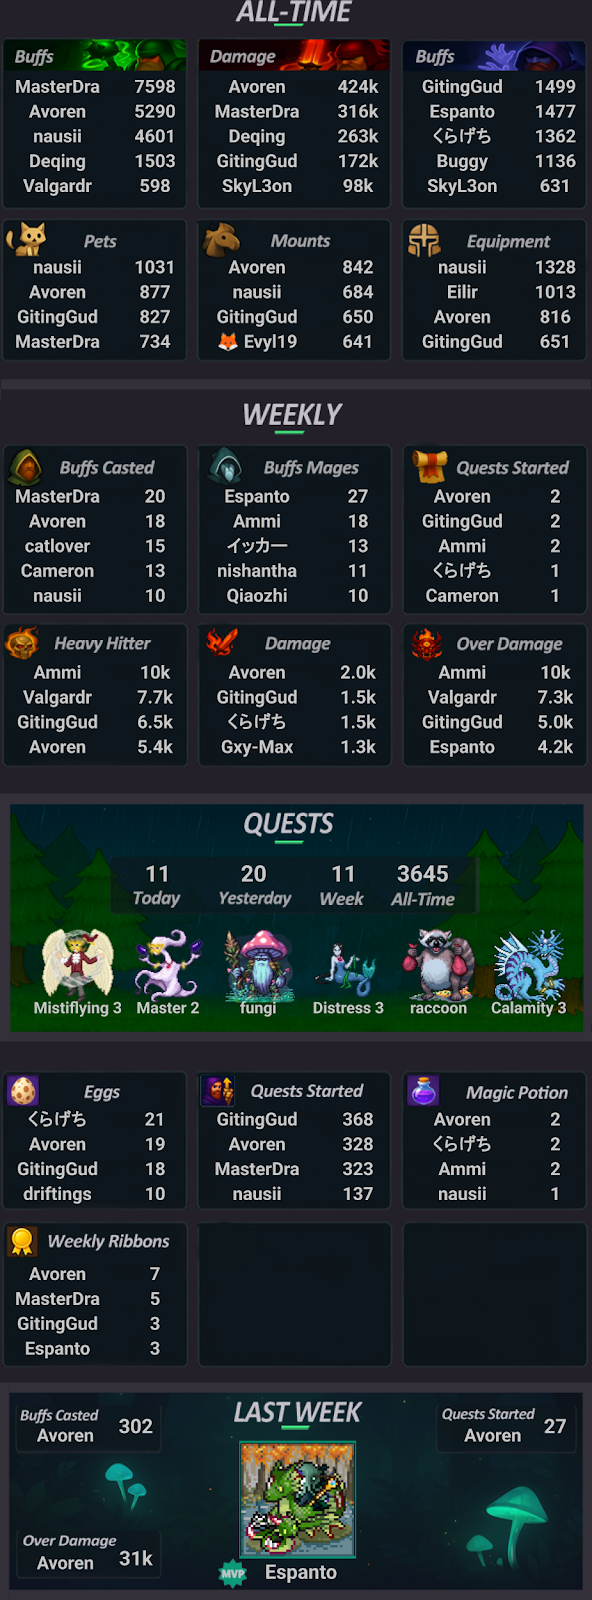 ALL-TIME
Buffs
MasterDra 7598
Avoren 5290
nausii 4601
Deqing 1503
Valgardr 598
Damage
Avoren 424k
MasterDra 316k
Deqing 263k
GitingGud 172k
SkyL3on 98k
Buffs
GitingGud 1499
Espanto 1477
くらげち 1362
Buggy 1136
SkyL3on 631
Pets
nausii 1031
Avoren 877
GitingGud 827
MasterDra 734
Mounts
Avoren 842
nausii 684
GitingGud 650
🦊 Evyl19 641
Equipment
nausii 1328
Eilir 1013
Avoren 816
GitingGud 651
WEEKLY
Buffs Casted
MasterDra 20
Avoren 18
catlover 15
Cameron 13
nausii 10
Buffs Mages
Espanto 27
Ammi 18
イッカー 13
nishantha 11
Qiaozhi 10
Quests Started
Avoren 2
GitingGud 2
Ammi 2
くらげち 1
Cameron 1
Heavy Hitter
Ammi 10k
Valgardr 7.7k
GitingGud 6.5k
Avoren 5.4k
Damage
Avoren 2.0k
GitingGud 1.5k
くらげち 1.5k
Gxy-Max 1.3k
Over Damage
Ammi 10k
Valgardr 7.3k
GitingGud 5.0k
Espanto 4.2k
QUESTS
11 20 11 3645
Today Yesterday Week All-Time
Mistiflying 3 Master 2 fungi Distress 3 raccoon Calamity 3
Eggs
くらげち 21
Avoren 19
GitingGud 18
driftings 10
Quests Started
GitingGud 368
Avoren 328
MasterDra 323
nausii 137
Magic Potion
Avoren 2
くらげち 2
Ammi 2
nausii 1
Weekly Ribbons
Avoren 7
MasterDra 5
GitingGud 3
Espanto 3
LAST WEEK
Buffs Casted
Avoren 302
Quests Started
Avoren 27
Over Damage
Avoren 31k
MVP Espanto